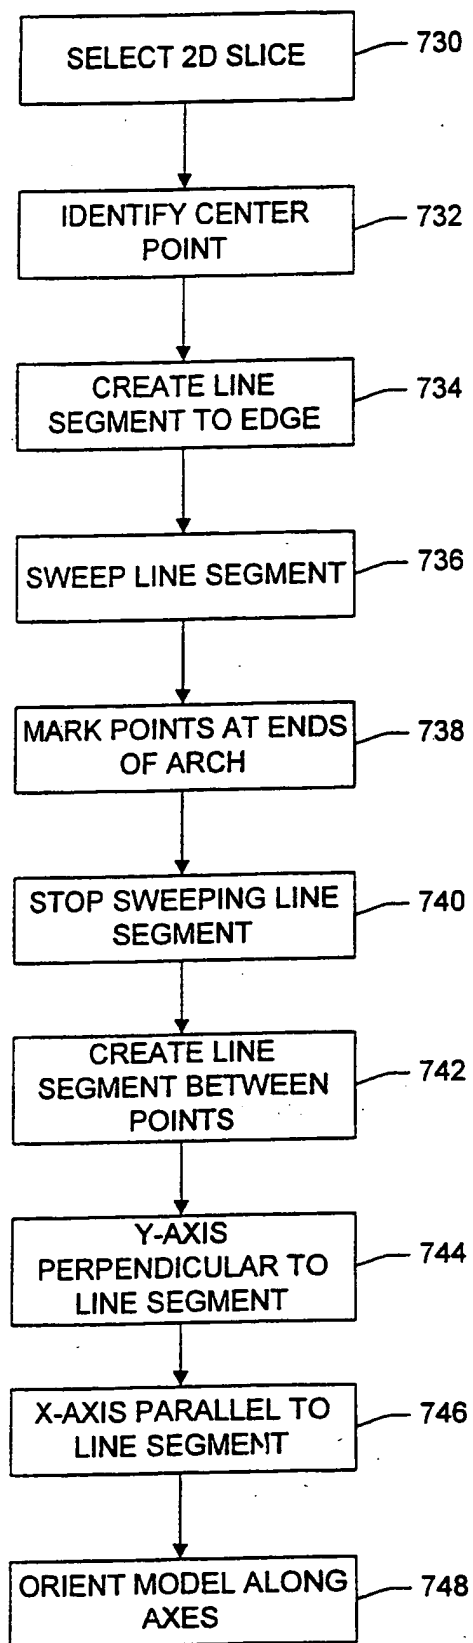 SELECT 2D SLICE
730
IDENTIFY CENTER
POINT
732
CREATE LINE
SEGMENT TO EDGE
734
SWEEP LINE SEGMENT
736
MARK POINTS AT ENDS
OF ARCH
738
STOP SWEEPING LINE
SEGMENT
740
CREATE LINE
SEGMENT BETWEEN
POINTS
742
Y-AXIS
PERPENDICULAR TO
LINE SEGMENT
744
X-AXIS PARALLEL TO
LINE SEGMENT
746
ORIENT MODEL ALONG
AXES
748